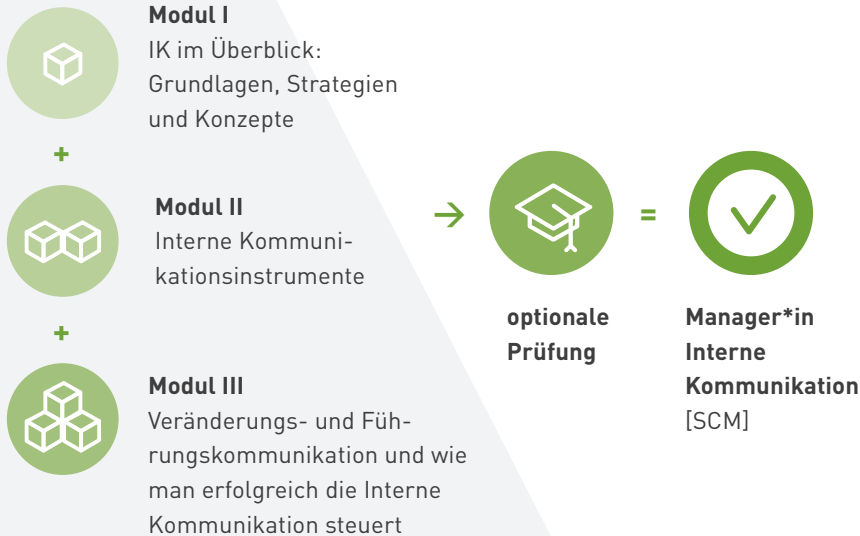 Modul I
IK im Überblick:
Grundlagen, Strategien
und Konzepte
+
Modul II
Interne Kommuni-
kationsinstrumente
+
Modul III
Veränderungs- und Füh-
rungskommunikation und wie
man erfolgreich die Interne
Kommunikation steuert
→
optionale
Prüfung
=
Manager*in
Interne
Kommunikation
[SCM]